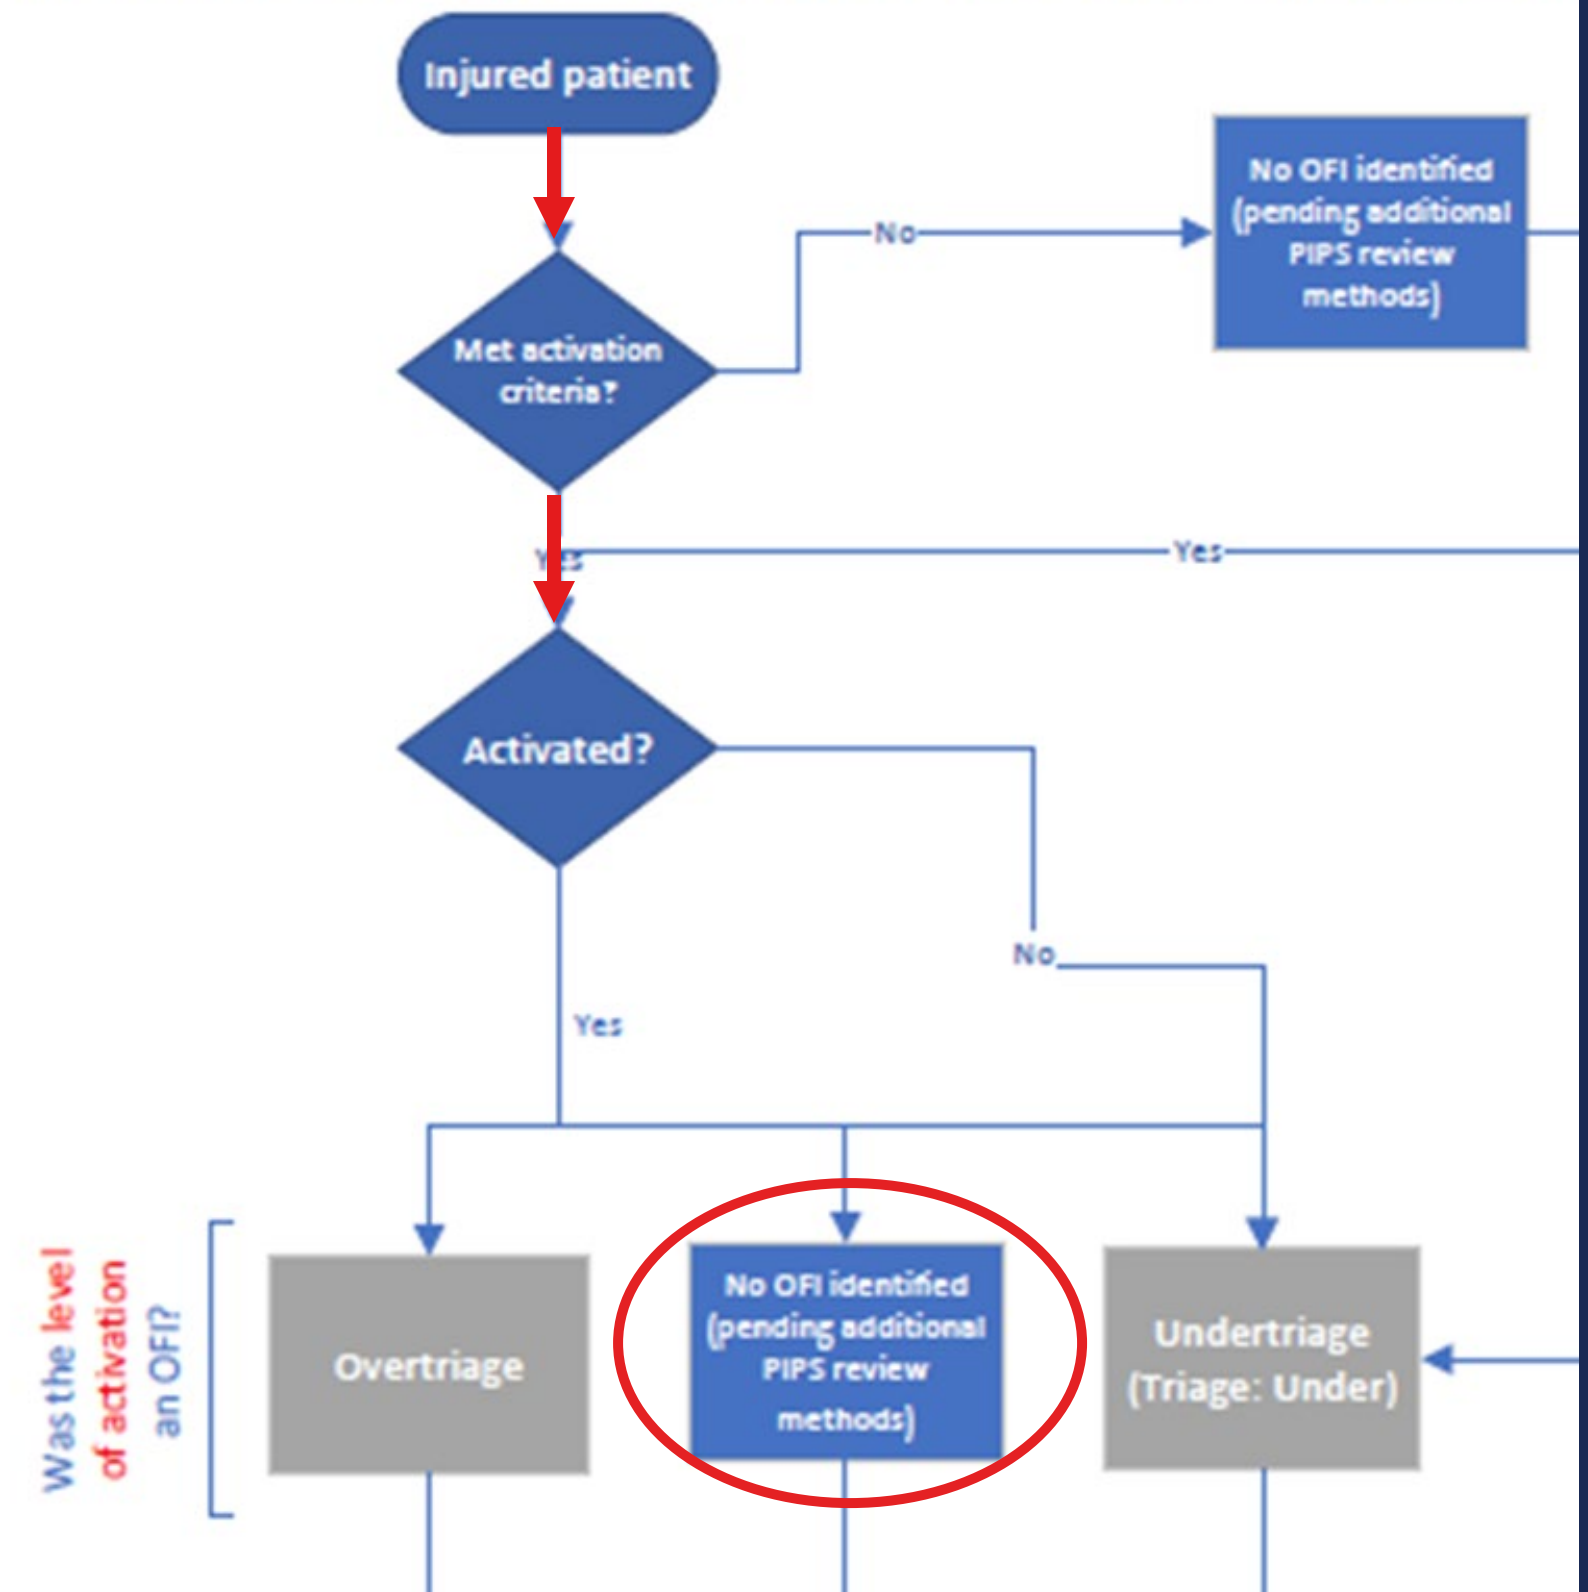 Injured patient
No OFI identified
(pending additional
PIPS review
methods)
No
Met activation
criteria?
Yes
Yes
Activated?
No
Yes
Was the level
of activation
an OFI?
Overtriage
No OFI identified
(pending additional
PIPS review
methods)
Undertriage
(Triage: Under)